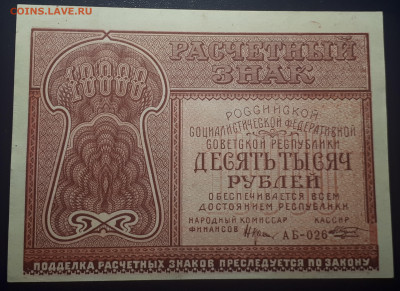 COINS.LAVE.RU
РАСЧЕТНЫЙ
ЗНАК
10000
РОССИЙСКОЙ
СОЦИАЛИСТИЧЕСКОЙ ФЕДЕРАТИВНОЙ
СОВЕТСКОЙ РЕСПУБЛИКИ
ДЕСЯТЬ ТЫСЯЧ
РУБЛЕЙ
ОБЕСПЕЧИВАЕТСЯ ВСЕМ
ДОСТОЯНИЕМ РЕСПУБЛИКИ
НАРОДНЫЙ КОМИССАР КАССИР
ФИНАНСОВ
АБ-026
ПОДДЕЛКА РАСЧЕТНЫХ ЗНАКОВ ПРЕСЛЕДУЕТСЯ ПО ЗАКОНУ